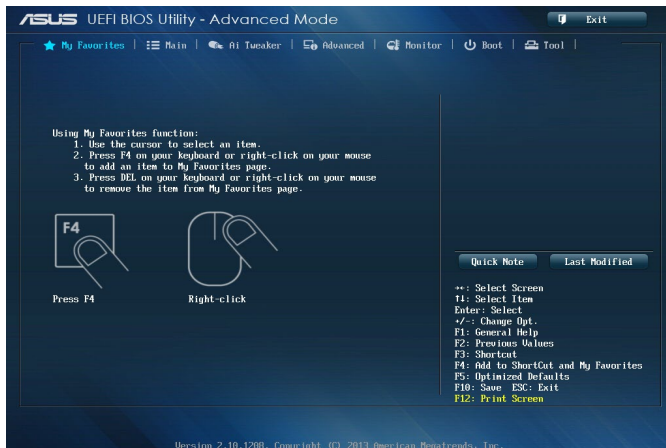 ASUS UEFI BIOS Utility - Advanced Mode
Exit
My Favorites | Main | Ai Tweaker | Advanced | Monitor | Boot | Tool |
Using My Favorites function:
1. Use the cursor to select an item.
2. Press F4 on your keyboard or right-click on your mouse
to add an item to My Favorites page.
3. Press DEL on your keyboard or right-click on your mouse
to remove the item from My Favorites page.
F4
Press F4
Right-click
Quick Note
Last Modified
→←: Select Screen
↑↓: Select Item
Enter: Select
+/-: Change Opt.
F1: General Help
F2: Previous Values
F3: Shortcut
F4: Add to ShortCut and My Favorites
F5: Optimized Defaults
F10: Save ESC: Exit
F12: Print Screen
Version 2.10.1208. Copyright (C) 2013 American Megatrends, Inc.